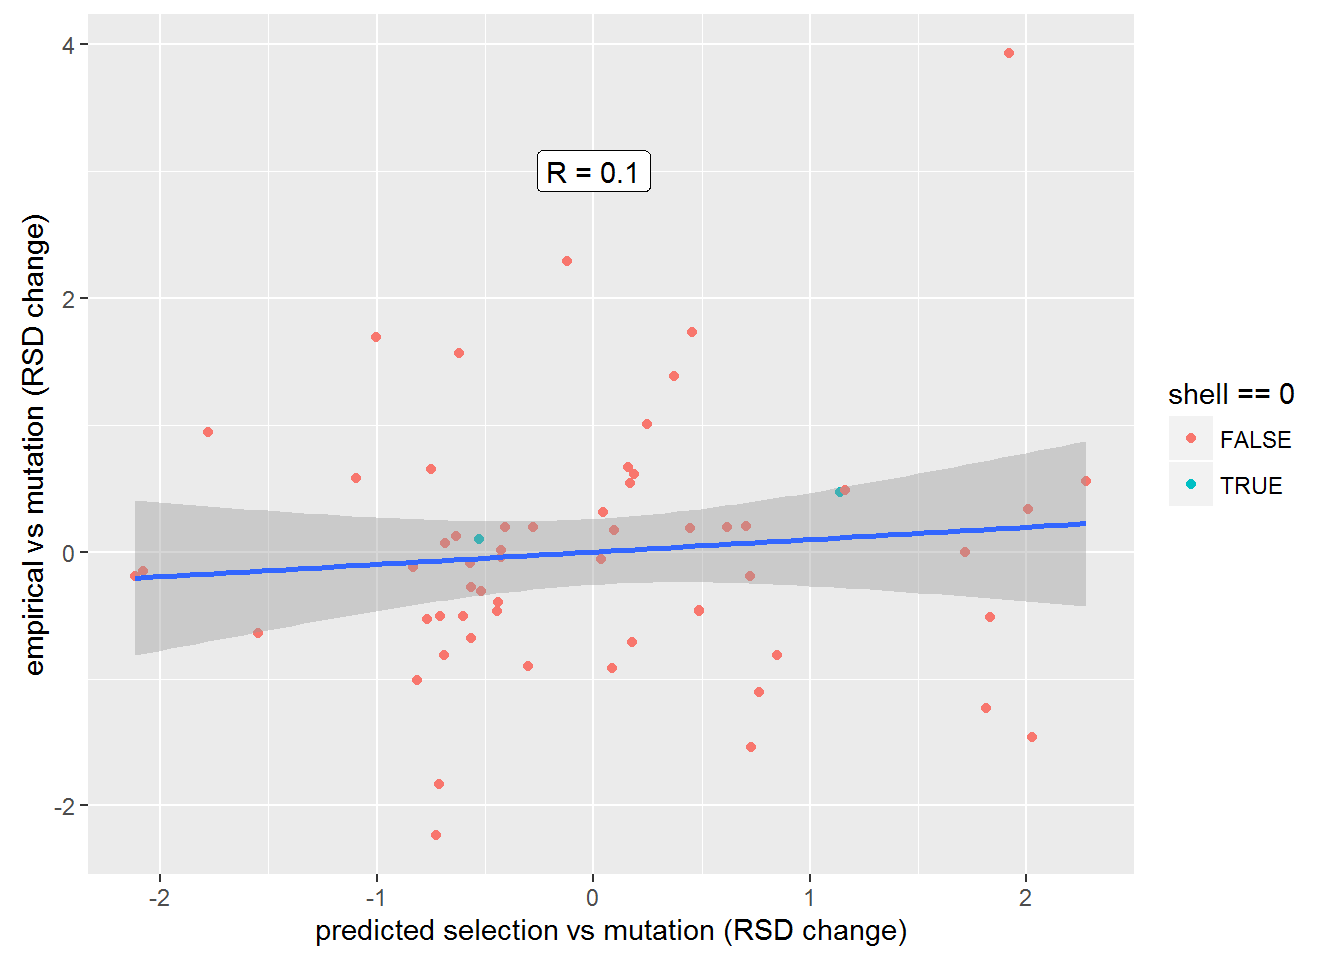 4
2
0
-2
empirical vs mutation (RSD change)
R = 0.1
-2 -1 0 1 2
predicted selection vs mutation (RSD change)
shell == 0
FALSE
TRUE